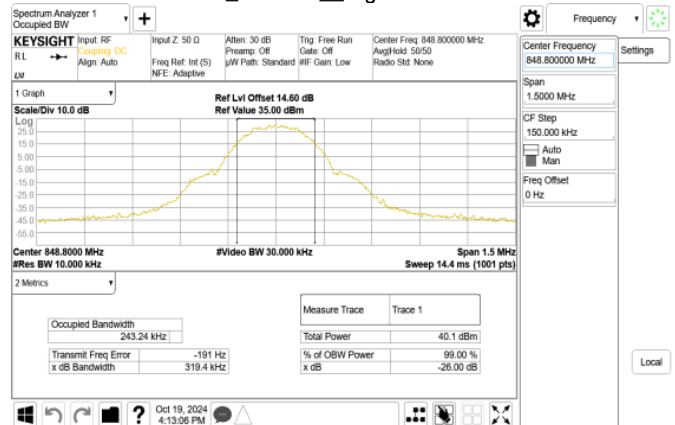 Spectrum Analyzer 1
Occupied BW
Frequency
KEYSIGHT
R L
Input: RF
Coupling: DC
Align: Auto
Input Z: 50 Ω
Freq Ref: Int (S)
NFE: Adaptive
Atten: 30 dB
Preamp: Off
µW Path: Standard
Trig: Free Run
Gate: Off
#IF Gain: Low
Center Freq: 848.800000 MHz
Avg|Hold: 50/50
Radio Std: None
Center Frequency
848.800000 MHz
Settings
Span
1.5000 MHz
CF Step
150.000 kHz
Auto
Man
Freq Offset
0 Hz
1 Graph
Scale/Div 10.0 dB
Ref Lvl Offset 14.60 dB
Ref Value 35.00 dBm
Log
25.0
15.0
5.00
-5.00
-15.0
-25.0
-35.0
-45.0
-55.0
Center 848.8000 MHz
#Res BW 10.000 kHz
#Video BW 30.000 kHz
Span 1.5 MHz
Sweep 14.4 ms (1001 pts)
2 Metrics
Measure Trace Trace 1
Occupied Bandwidth
243.24 kHz
Total Power 40.1 dBm
Transmit Freq Error -191 Hz
% of OBW Power 99.00 %
x dB Bandwidth 319.4 kHz
x dB -26.00 dB
Local
Oct 19, 2024
4:13:06 PM